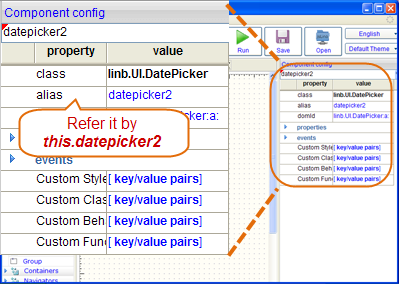 Component config
datepicker2
property value
class linb.UI.DatePicker
alias datepicker2
Picker:a:
Refer it by
this.datepicker2
events
Custom Style [ key/value pairs]
Custom Clas [ key/value pairs]
Custom Beh [ key/value pairs]
Custom Func [ key/value pairs]
Run
Save
Open
English
Default Theme
Component config
datepicker2
property value
class linb.UI.DatePicker
alias datepicker2
domId linb.UI.DatePicker:a:
properties
events
Custom Style[ key/value pairs]
Custom Clas[ key/value pairs]
Custom Beh[ key/value pairs]
Custom Func[ key/value pairs]
Group
Containers
Navigators